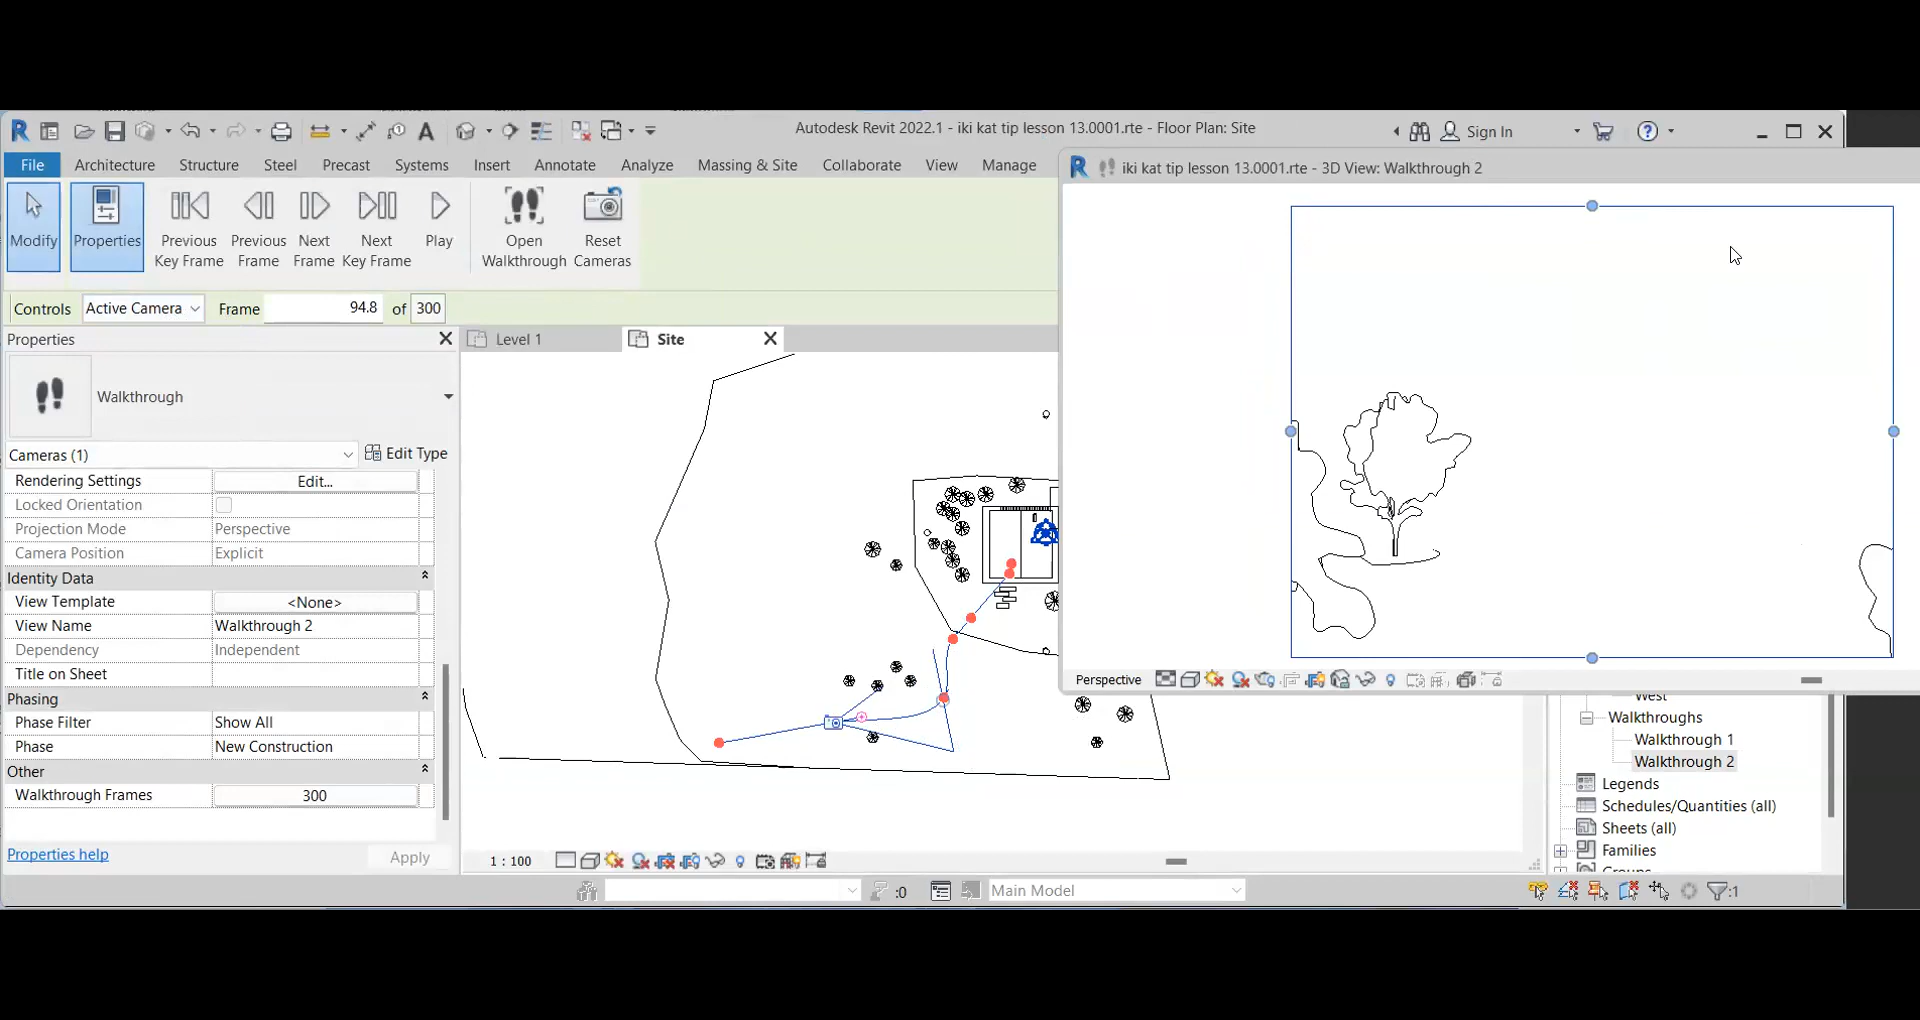 Autodesk Revit 2022.1 - iki kat tip lesson 13.0001.rte - Floor Plan: Site
Sign In
File Architecture Structure Steel Precast Systems Insert Annotate Analyze Massing & Site Collaborate View Manage
iki kat tip lesson 13.0001.rte - 3D View: Walkthrough 2
Modify
Properties
Previous
Key Frame
Previous
Frame
Next
Frame
Next
Key Frame
Play
Open
Walkthrough
Reset
Cameras
Controls Active Camera Frame 94.8 of 300
Properties
Level 1
Site
Walkthrough
Cameras (1) Edit Type
Rendering Settings Edit...
Locked Orientation
Projection Mode Perspective
Camera Position Explicit
Identity Data
View Template <None>
View Name Walkthrough 2
Dependency Independent
Title on Sheet
Phasing
Phase Filter Show All
Phase New Construction
Other
Walkthrough Frames 300
Properties help Apply
Perspective
West
Walkthroughs
Walkthrough 1
Walkthrough 2
Legends
Schedules/Quantities (all)
Sheets (all)
Families
Groups
1 : 100
:0
Main Model
:1